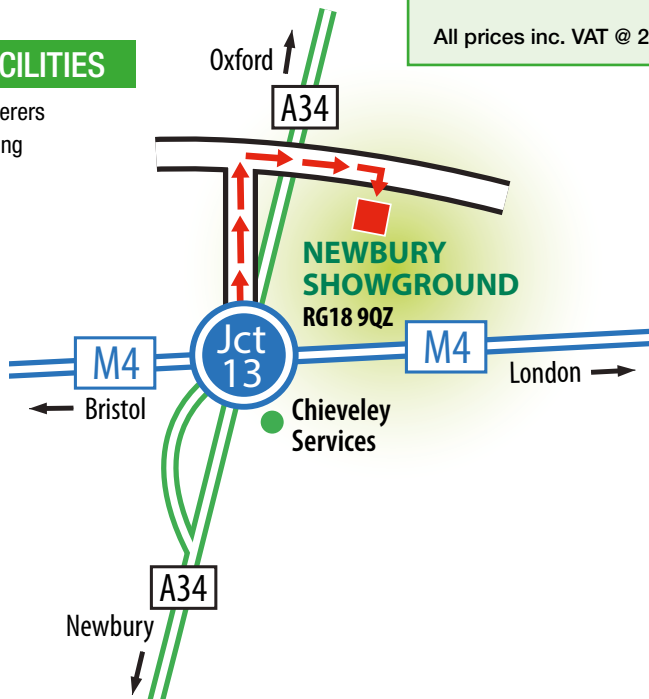 All prices inc. VAT @ 2
CILITIES
erers
ng
Oxford
A34
NEWBURY
SHOWGROUND
RG18 9QZ
Jct
13
M4
M4
London
Bristol
Chieveley
Services
A34
Newbury